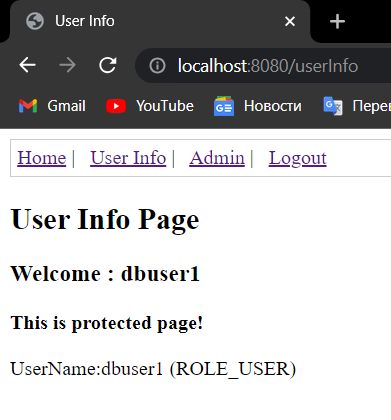 User Info
localhost:8080/userInfo
Gmail YouTube Новости Перев
Home | User Info | Admin | Logout
User Info Page
Welcome : dbuser1
This is protected page!
UserName:dbuser1 (ROLE_USER)